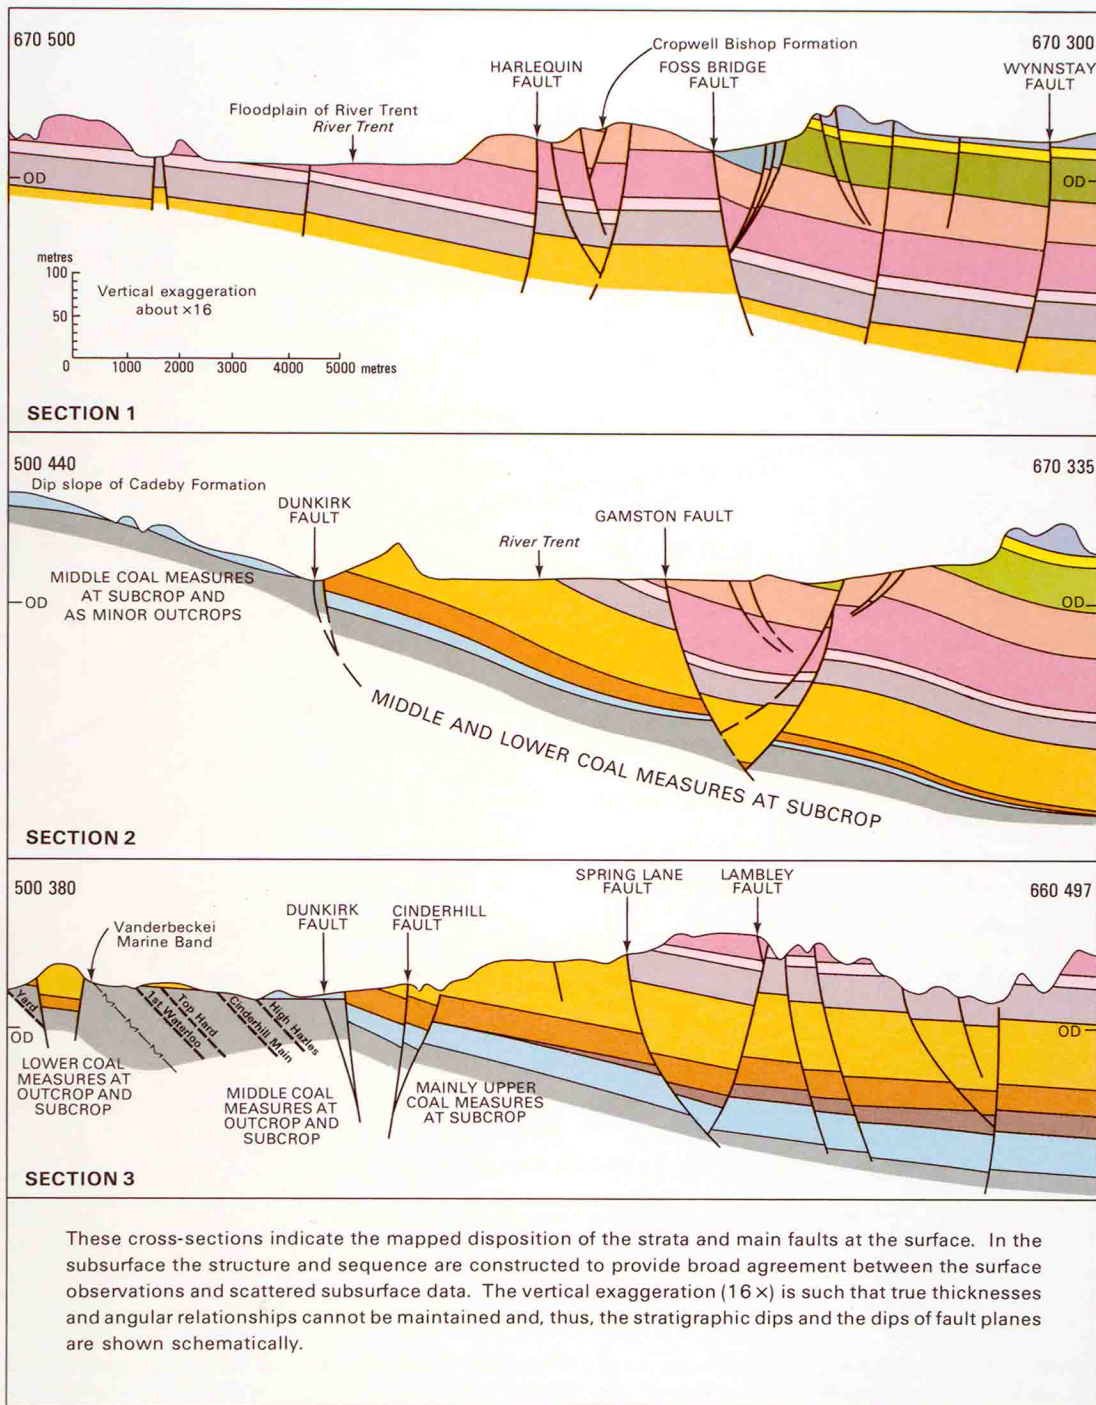 670 500
670 300
Cropwell Bishop Formation
HARLEQUIN
FAULT
FOSS BRIDGE
FAULT
WYNNSTAY
FAULT
Floodplain of River Trent
River Trent
OD
OD
metres
100
50
0
Vertical exaggeration
about ×16
1000 2000 3000 4000 5000 metres
SECTION 1
500 440
670 335
Dip slope of Cadeby Formation
DUNKIRK
FAULT
GAMSTON FAULT
River Trent
MIDDLE COAL MEASURES
AT SUBCROP AND
AS MINOR OUTCROPS
OD
OD
MIDDLE AND LOWER COAL MEASURES AT SUBCROP
SECTION 2
500 380
660 497
SPRING LANE
FAULT
LAMBLEY
FAULT
DUNKIRK
FAULT
CINDERHILL
FAULT
Vanderbeckei
Marine Band
Yard
M
M
M
1st Waterloo
Top Hard
Cinderhill Main
High Hazles
OD
OD
LOWER COAL
MEASURES AT
OUTCROP AND
SUBCROP
MIDDLE COAL
MEASURES AT
OUTCROP AND
SUBCROP
MAINLY UPPER
COAL MEASURES
AT SUBCROP
SECTION 3
These cross-sections indicate the mapped disposition of the strata and main faults at the surface. In the
subsurface the structure and sequence are constructed to provide broad agreement between the surface
observations and scattered subsurface data. The vertical exaggeration (16 ×) is such that true thicknesses
and angular relationships cannot be maintained and, thus, the stratigraphic dips and the dips of fault planes
are shown schematically.